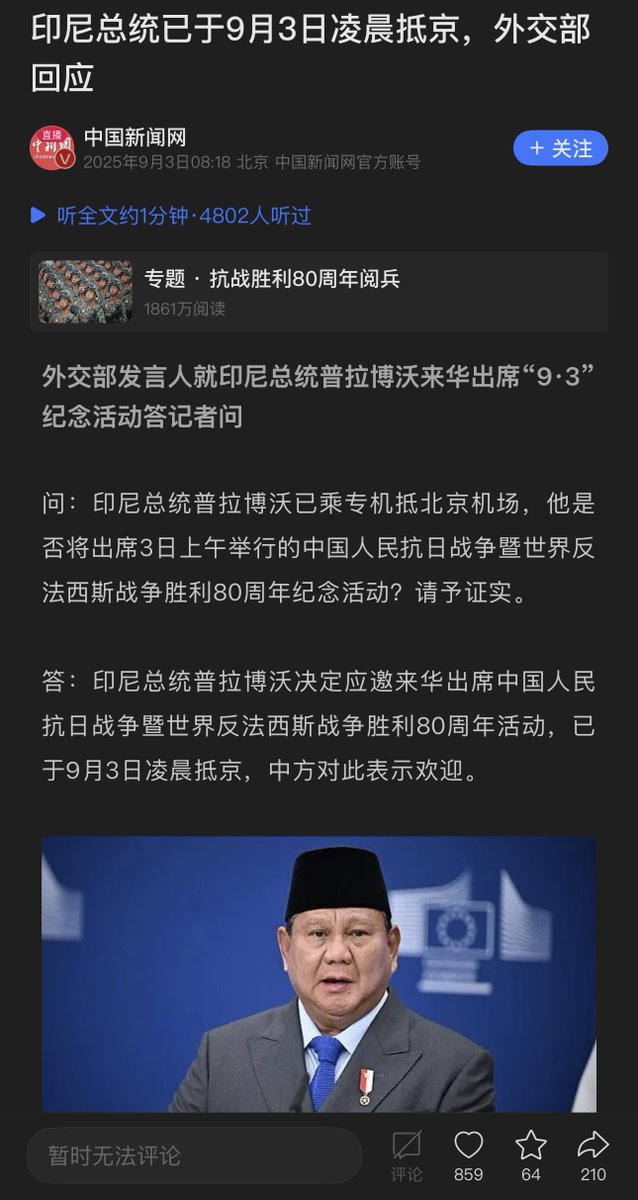 印尼总统已于9月3日凌晨抵京，外交部
回应
直播
中国新闻网
2025年9月3日08:18 北京 中国新闻网官方账号
+ 关注
听全文约1分钟·4802人听过
专题 · 抗战胜利80周年阅兵
1861万阅读
外交部发言人就印尼总统普拉博沃来华出席“9·3”
纪念活动答记者问
问：印尼总统普拉博沃已乘专机抵北京机场，他是
否将出席3日上午举行的中国人民抗日战争暨世界反
法西斯战争胜利80周年纪念活动？请予证实。
答：印尼总统普拉博沃决定应邀来华出席中国人民
抗日战争暨世界反法西斯战争胜利80周年活动，已
于9月3日凌晨抵京，中方对此表示欢迎。
暂时无法评论
评论
859
64
210